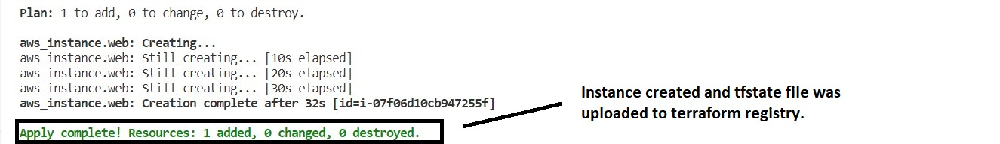 Plan: 1 to add, 0 to change, 0 to destroy.
aws_instance.web: Creating...
aws_instance.web: Still creating... [10s elapsed]
aws_instance.web: Still creating... [20s elapsed]
aws_instance.web: Still creating... [30s elapsed]
aws_instance.web: Creation complete after 32s [id=i-07f06d10cb947255f]
Apply complete! Resources: 1 added, 0 changed, 0 destroyed.
Instance created and tfstate file was
uploaded to terraform registry.